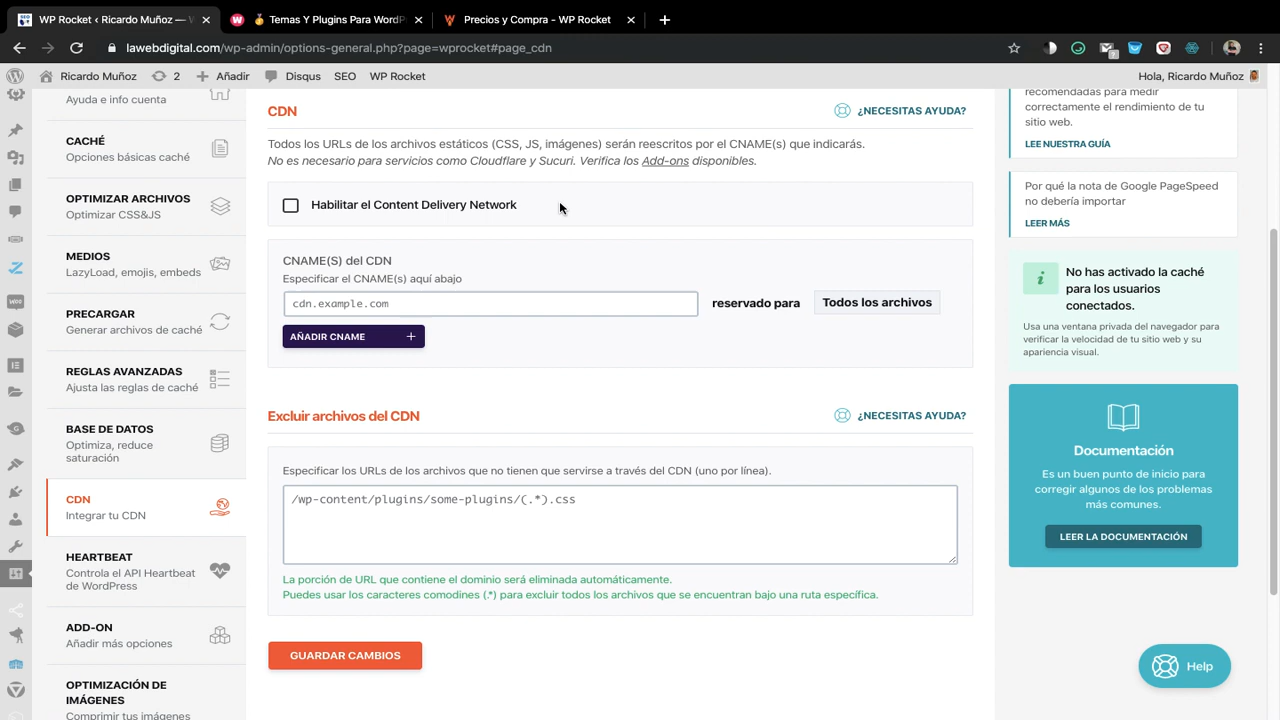 WP Rocket ‹ Ricardo Muñoz — W
🥇 Temas Y Plugins Para WordP
Precios y Compra - WP Rocket
lawebdigital.com/wp-admin/options-general.php?page=wprocket#page_cdn
Ricardo Muñoz 2 Añadir Disqus SEO WP Rocket Hola, Ricardo Muñoz
Ayuda e info cuenta
CACHÉ
Opciones básicas caché
OPTIMIZAR ARCHIVOS
Optimizar CSS&JS
MEDIOS
LazyLoad, emojis, embeds
PRECARGAR
Generar archivos de caché
REGLAS AVANZADAS
Ajusta las reglas de caché
BASE DE DATOS
Optimiza, reduce
saturación
CDN
Integrar tu CDN
HEARTBEAT
Controla el API Heartbeat
de WordPress
ADD-ON
Añadir más opciones
OPTIMIZACIÓN DE
IMÁGENES
Comprimir tus imágenes
CDN
¿NECESITAS AYUDA?
Todos los URLs de los archivos estáticos (CSS, JS, imágenes) serán reescritos por el CNAME(s) que indicarás.
No es necesario para servicios como Cloudflare y Sucuri. Verifica los Add-ons disponibles.
Habilitar el Content Delivery Network
CNAME(S) del CDN
Especificar el CNAME(s) aquí abajo
cdn.example.com
reservado para
Todos los archivos
AÑADIR CNAME +
Excluir archivos del CDN
¿NECESITAS AYUDA?
Especificar los URLs de los archivos que no tienen que servirse a través del CDN (uno por línea).
/wp-content/plugins/some-plugins/(.*).css
La porción de URL que contiene el dominio será eliminada automáticamente.
Puedes usar los caracteres comodines (.*) para excluir todos los archivos que se encuentran bajo una ruta específica.
GUARDAR CAMBIOS
recomendadas para medir
correctamente el rendimiento de tu
sitio web.
LEE NUESTRA GUÍA
Por qué la nota de Google PageSpeed
no debería importar
LEER MÁS
No has activado la caché
para los usuarios
conectados.
Usa una ventana privada del navegador para
verificar la velocidad de tu sitio web y su
apariencia visual.
Documentación
Es un buen punto de inicio para
corregir algunos de los problemas
más comunes.
LEER LA DOCUMENTACIÓN
Help